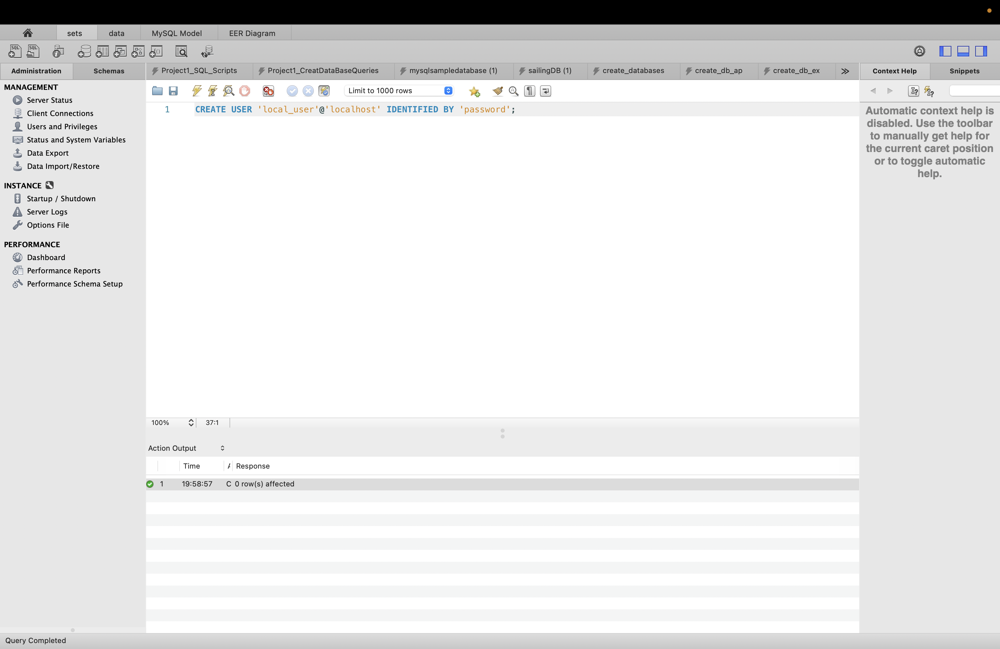 sets data MySQL Model EER Diagram
SQL SQL
Administration Schemas Project1_SQL_Scripts Project1_CreatDataBaseQueries mysqlsampledatabase (1) sailingDB (1) create_databases create_db_ap create_db_ex Context Help Snippets
MANAGEMENT
Server Status
Client Connections
Users and Privileges
Status and System Variables
Data Export
Data Import/Restore
INSTANCE
Startup / Shutdown
Server Logs
Options File
PERFORMANCE
Dashboard
Performance Reports
Performance Schema Setup
Limit to 1000 rows
1 CREATE USER 'local_user'@'localhost' IDENTIFIED BY 'password';
100% 37:1
Action Output
Time A Response
1 19:58:57 C 0 row(s) affected
Automatic context help is
disabled. Use the toolbar
to manually get help for
the current caret position
or to toggle automatic
help.
Query Completed